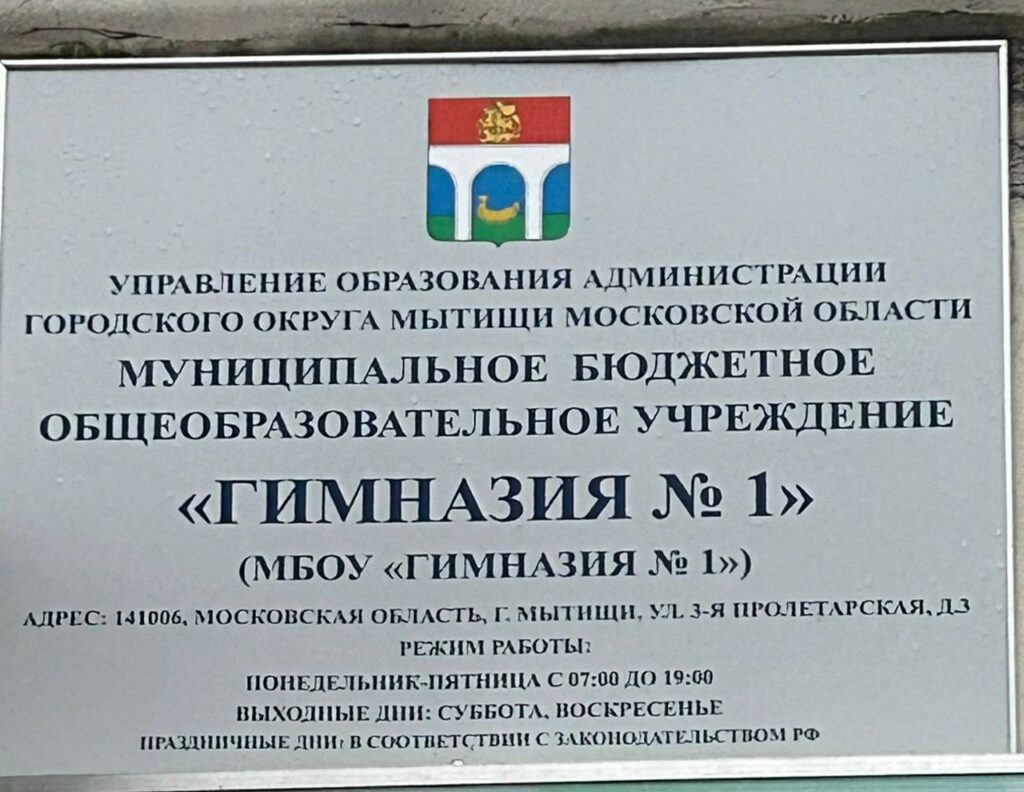 УПРАВЛЕНИЕ ОБРАЗОВАНИЯ АДМИНИСТРАЦИИ
ГОРОДСКОГО ОКРУГА МЫТИЩИ МОСКОВСКОЙ ОБЛАСТИ
МУНИЦИПАЛЬНОЕ БЮДЖЕТНОЕ
ОБЩЕОБРАЗОВАТЕЛЬНОЕ УЧРЕЖДЕНИЕ
«ГИМНАЗИЯ № 1»
(МБОУ «ГИМНАЗИЯ № 1»)
АДРЕС: 141006, МОСКОВСКАЯ ОБЛАСТЬ, Г. МЫТИЩИ, УЛ. 3-Я ПРОЛЕТАРСКАЯ, Д.3
РЕЖИМ РАБОТЫ:
ПОНЕДЕЛЬНИК-ПЯТНИЦА С 07:00 ДО 19:00
ВЫХОДНЫЕ ДНИ: СУББОТА, ВОСКРЕСЕНЬЕ
ПРАЗДНИЧНЫЕ ДНИ: В СООТВЕТСТВИИ С ЗАКОНОДАТЕЛЬСТВОМ РФ